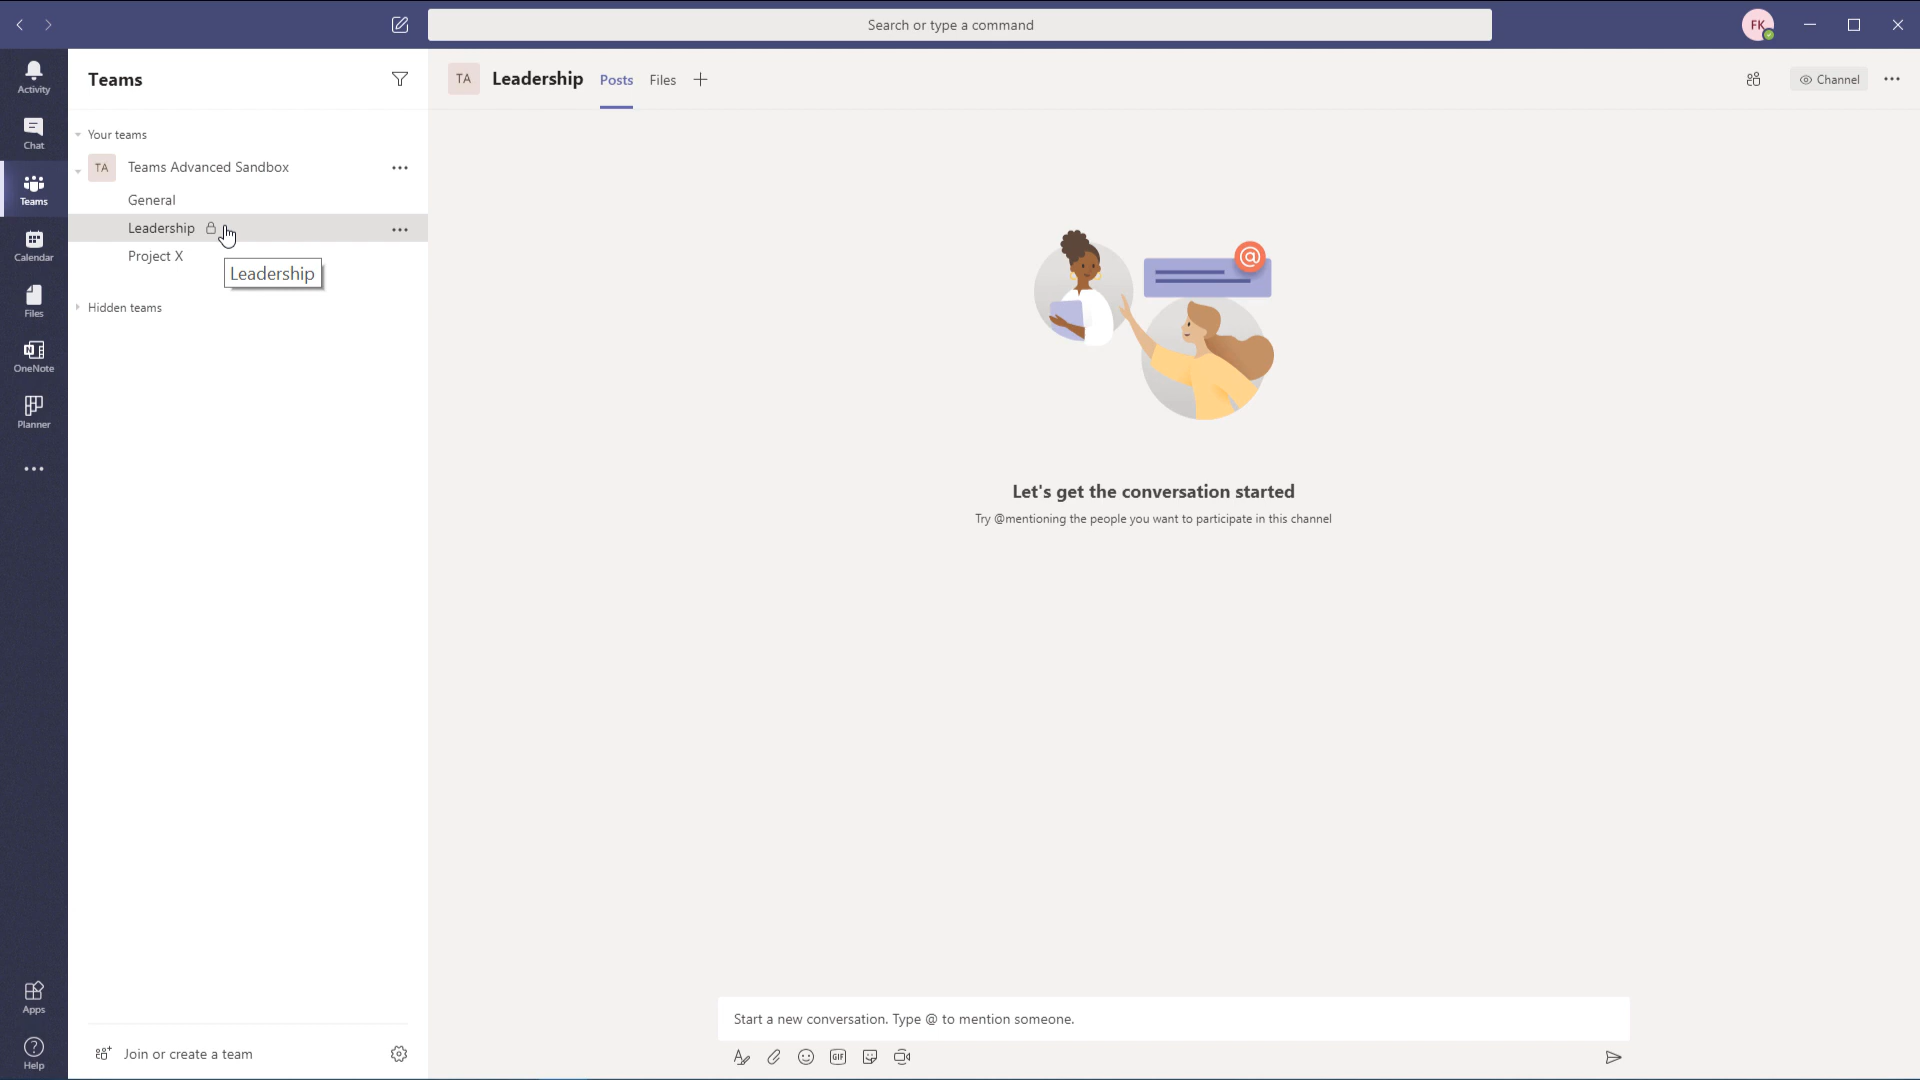 Search or type a command
FK
Activity
Chat
Teams
Calendar
Files
OneNote
Planner
Apps
Help
Teams
Your teams
TA Teams Advanced Sandbox
General
Leadership
Project X
Leadership
Hidden teams
Join or create a team
TA Leadership Posts Files
Channel
@
Let's get the conversation started
Try @mentioning the people you want to participate in this channel
Start a new conversation. Type @ to mention someone.
GIF